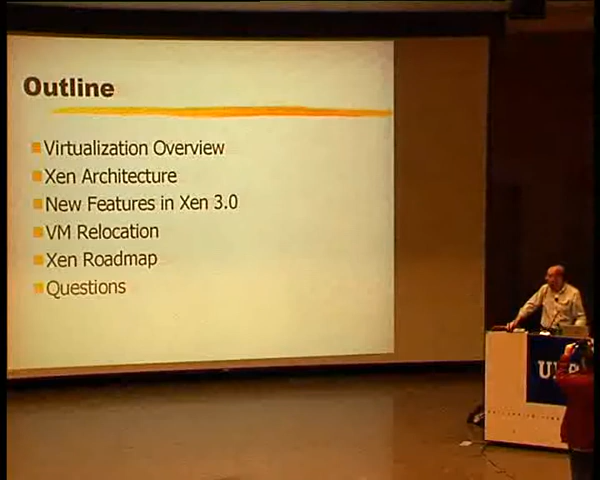 Outline
Virtualization Overview
Xen Architecture
New Features in Xen 3.0
VM Relocation
Xen Roadmap
Questions